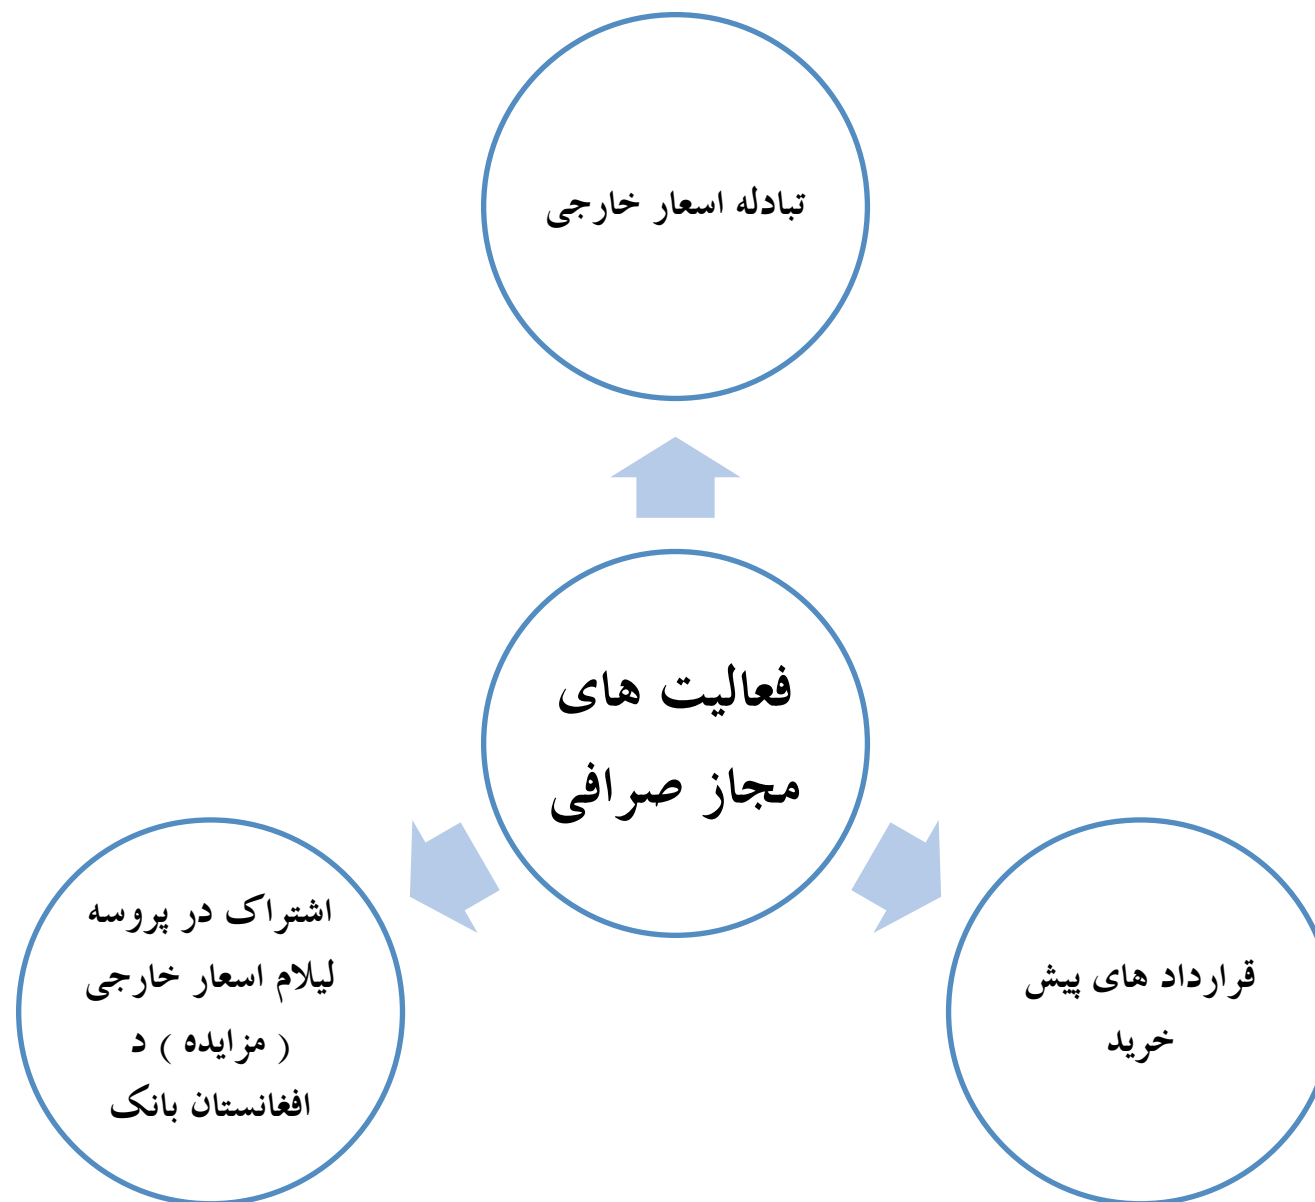 تبادله اسعار خارجی
فعالیت های
مجاز صرافی
قرارداد های پیش
خرید
اشتراک در پروسه
لیلام اسعار خارجی
( مزایده ) د
افغانستان بانک